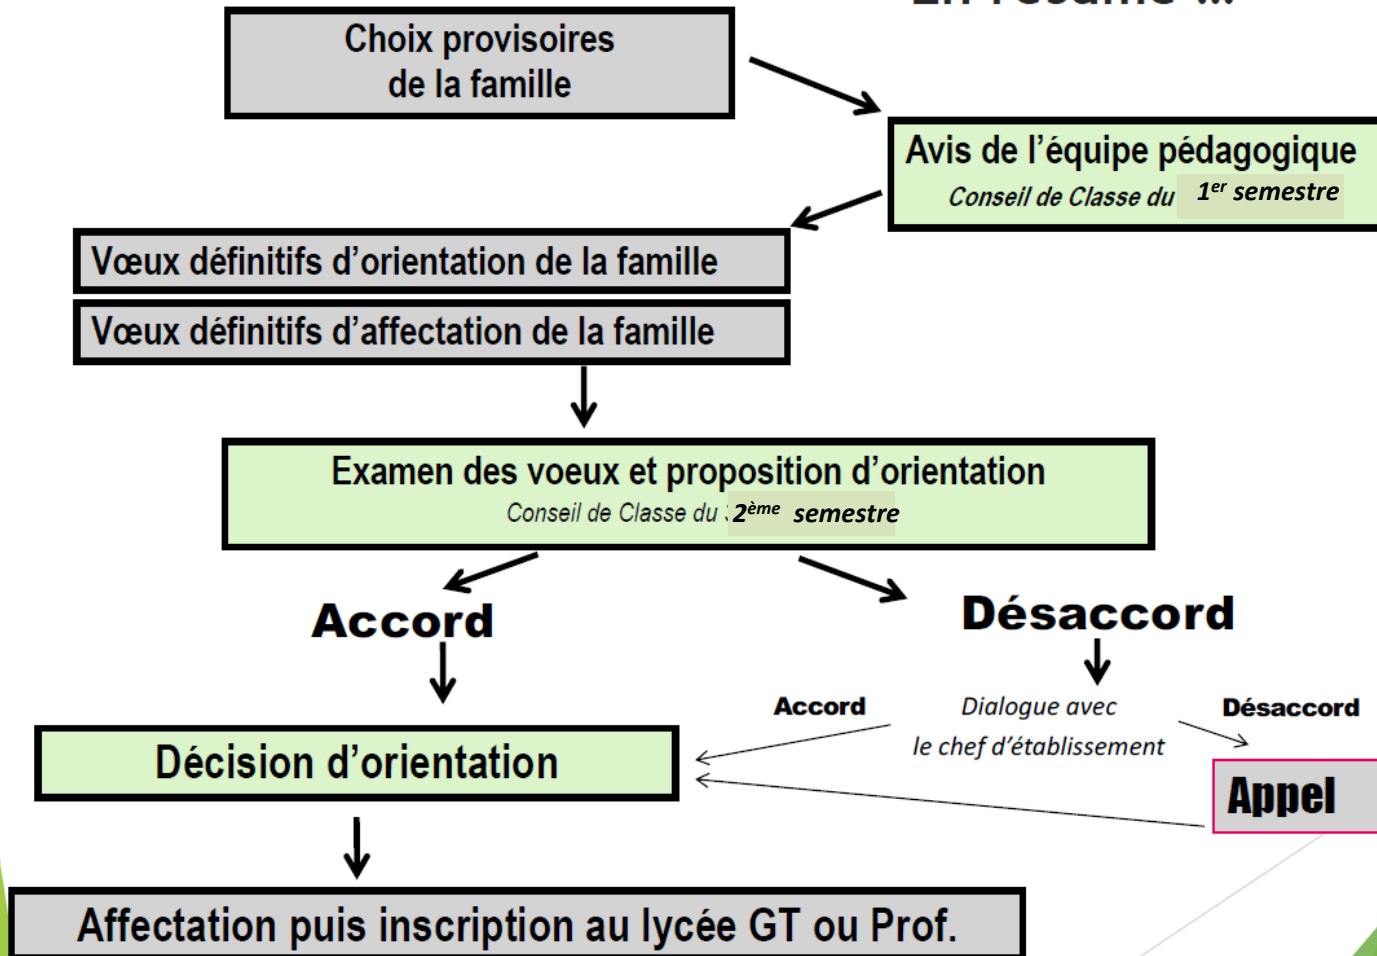 En résumé ...
Choix provisoires
de la famille
Avis de l'équipe pédagogique
Conseil de Classe du 1er semestre
Vœux définitifs d'orientation de la famille
Vœux définitifs d'affectation de la famille
Examen des voeux et proposition d'orientation
Conseil de Classe du 2ème semestre
Accord
Désaccord
Accord
Dialogue avec
le chef d'établissement
Désaccord
Décision d'orientation
Appel
Affectation puis inscription au lycée GT ou Prof.